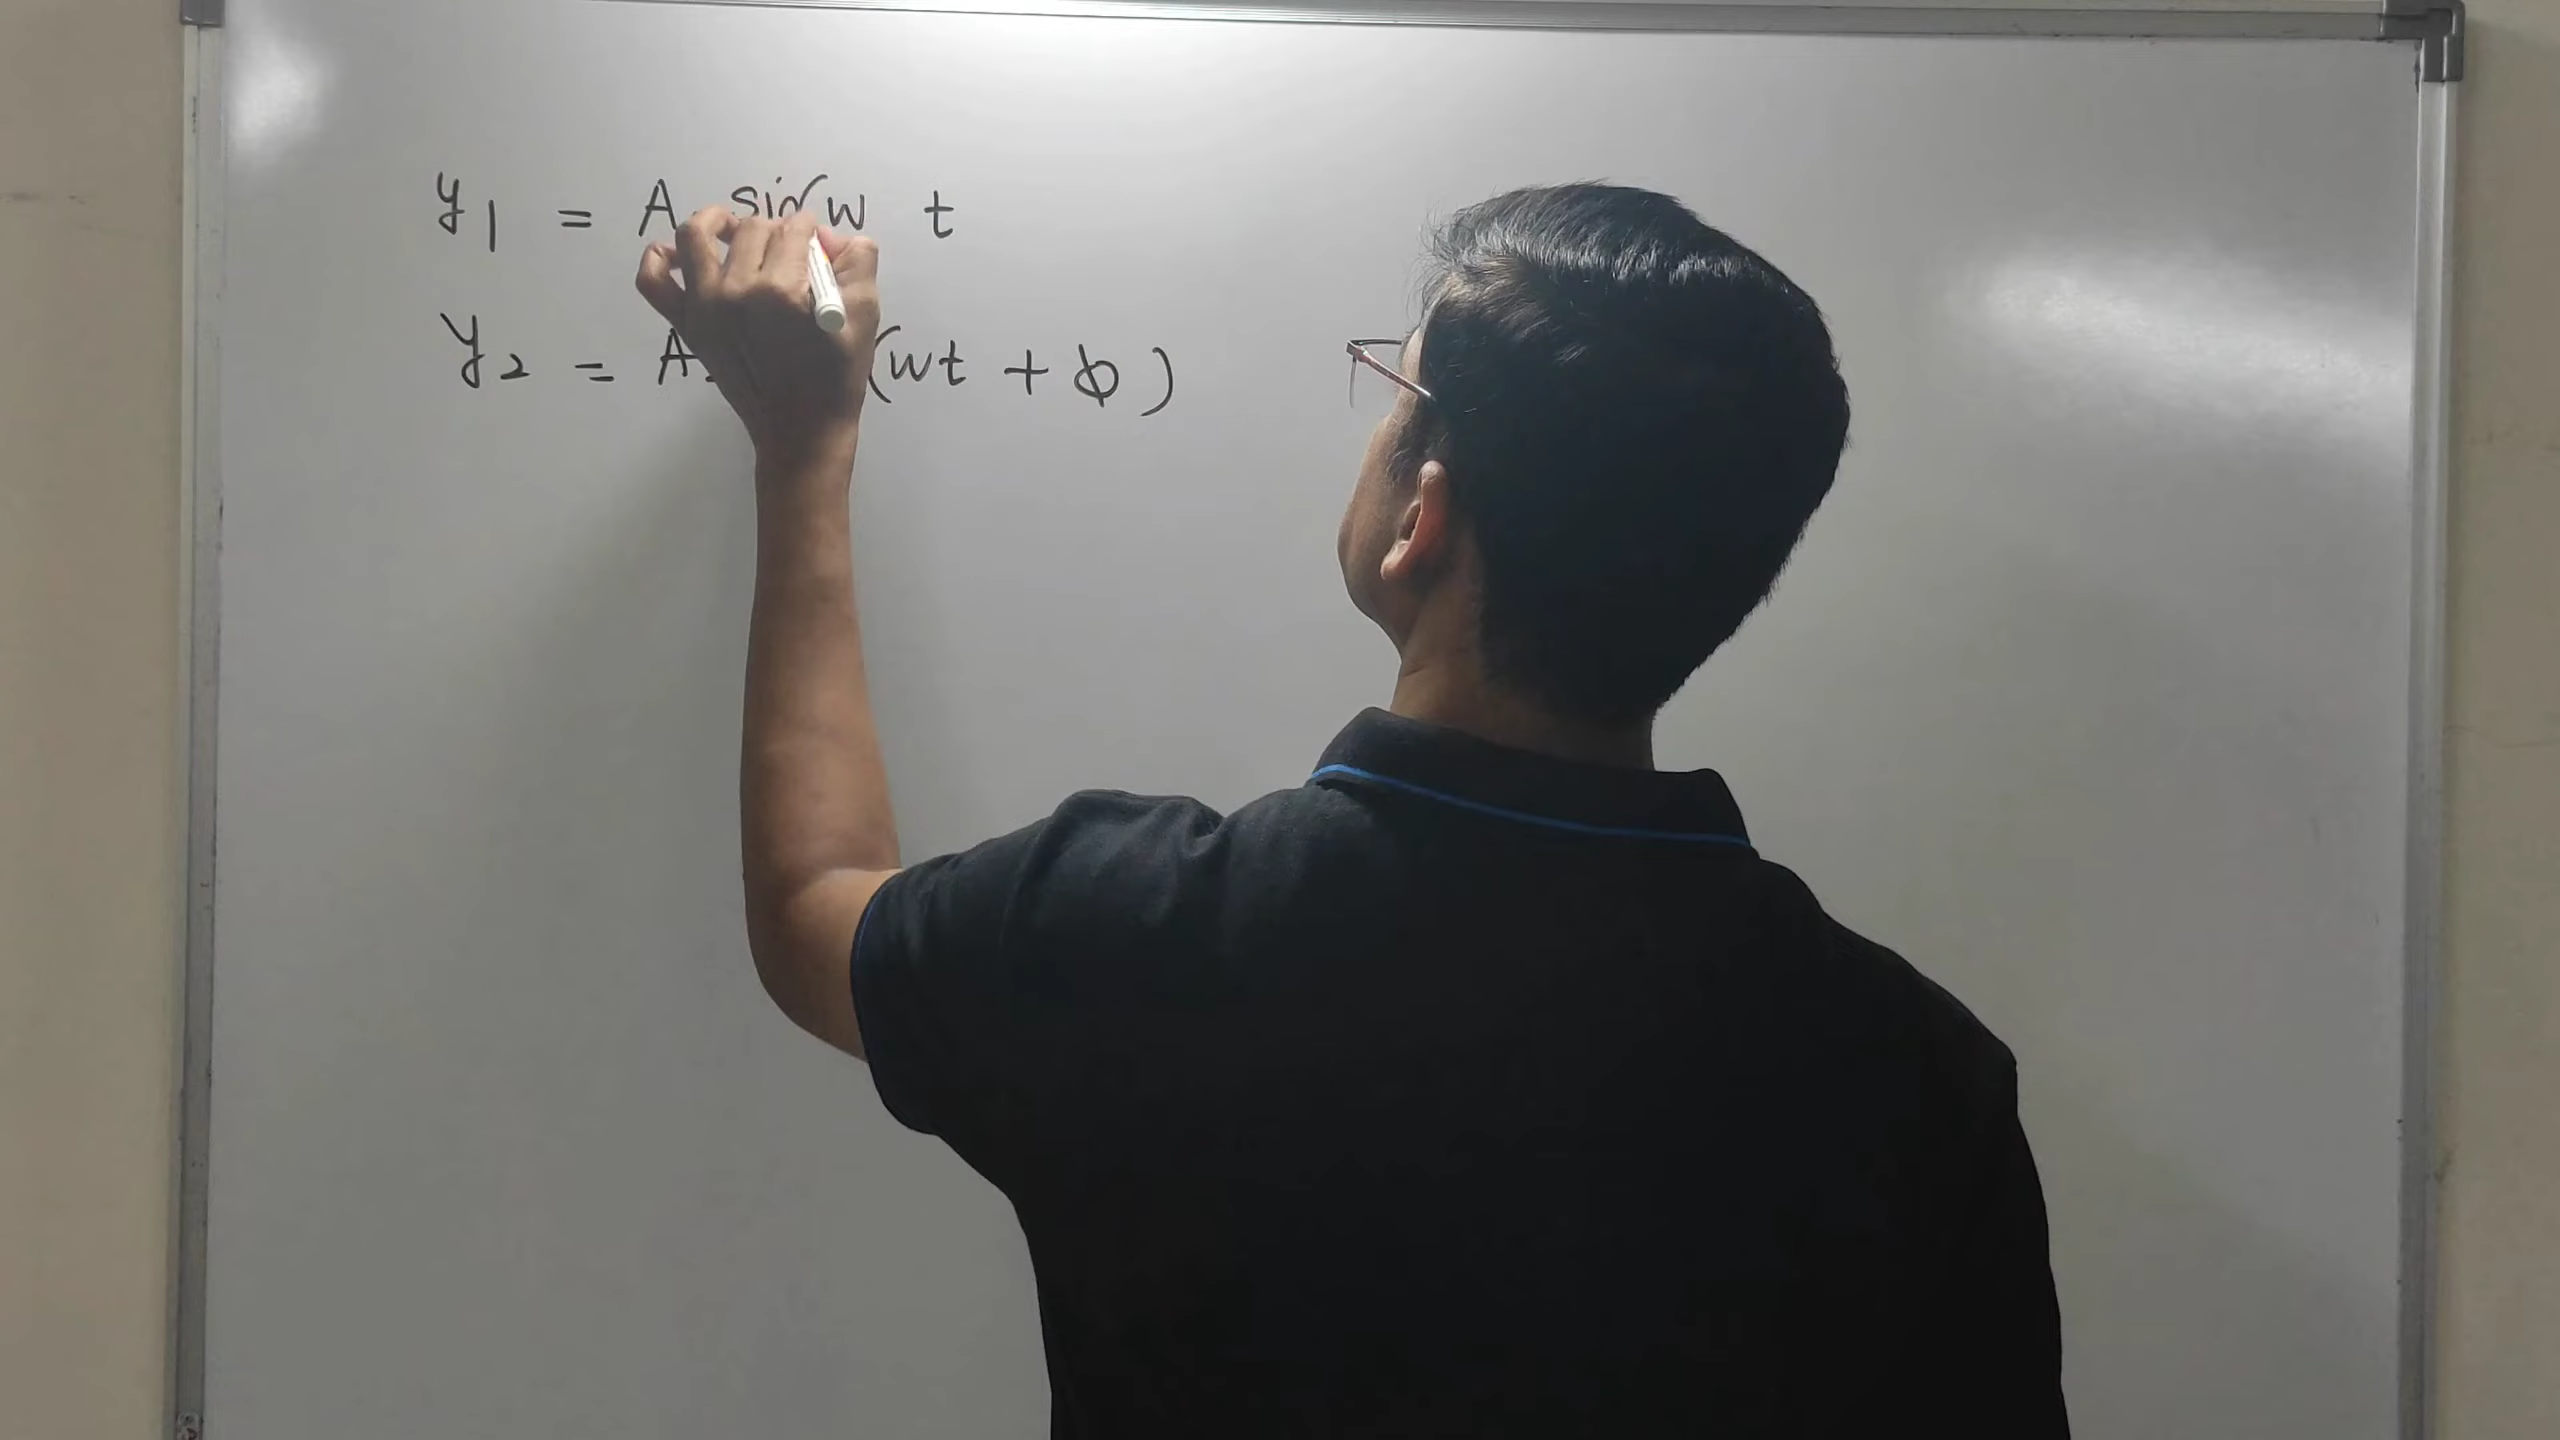 y₁ = A sin(w t
y₂ = A (wt + ϕ)